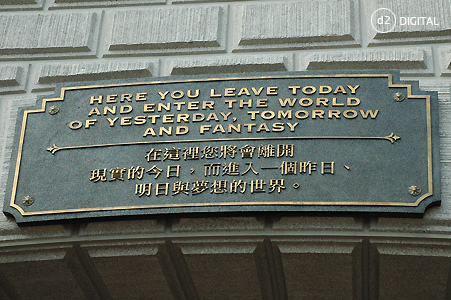 d2 DIGITAL
HERE YOU LEAVE TODAY
AND ENTER THE WORLD
OF YESTERDAY, TOMORROW
AND FANTASY
在這裡您將會離開
現實的今日，而進入一個昨日、
明日與夢想的世界。